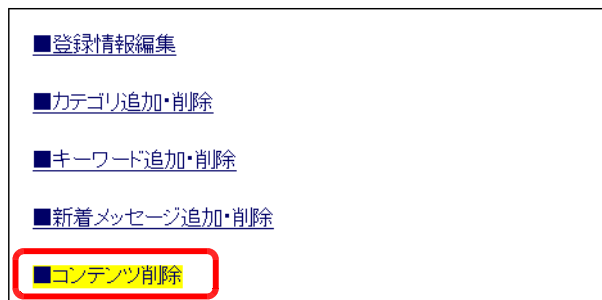 ■登録情報編集
■カテゴリ追加・削除
■キーワード追加・削除
■新着メッセージ追加・削除
■コンテンツ削除